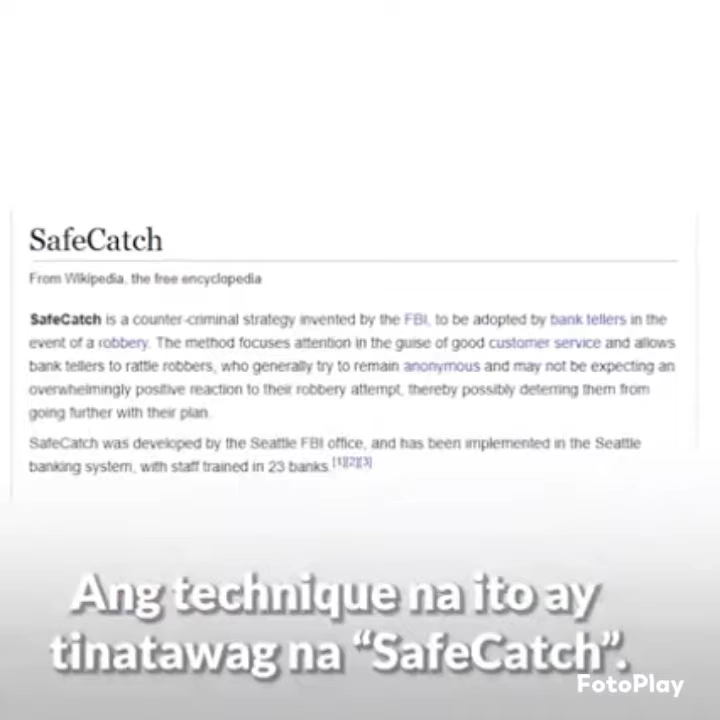 SafeCatch
From Wikipedia, the free encyclopedia
SafeCatch is a counter-criminal strategy invented by the FBI, to be adopted by bank tellers in the
event of a robbery. The method focuses attention in the guise of good customer service and allows
bank tellers to rattle robbers, who generally try to remain anonymous and may not be expecting an
overwhelmingly positive reaction to their robbery attempt, thereby possibly deterring them from
going further with their plan.
SafeCatch was developed by the Seattle FBI office, and has been implemented in the Seattle
banking system, with staff trained in 23 banks.[1][2][3]
Ang technique na ito ay
tinatawag na “SafeCatch”.
FotoPlay